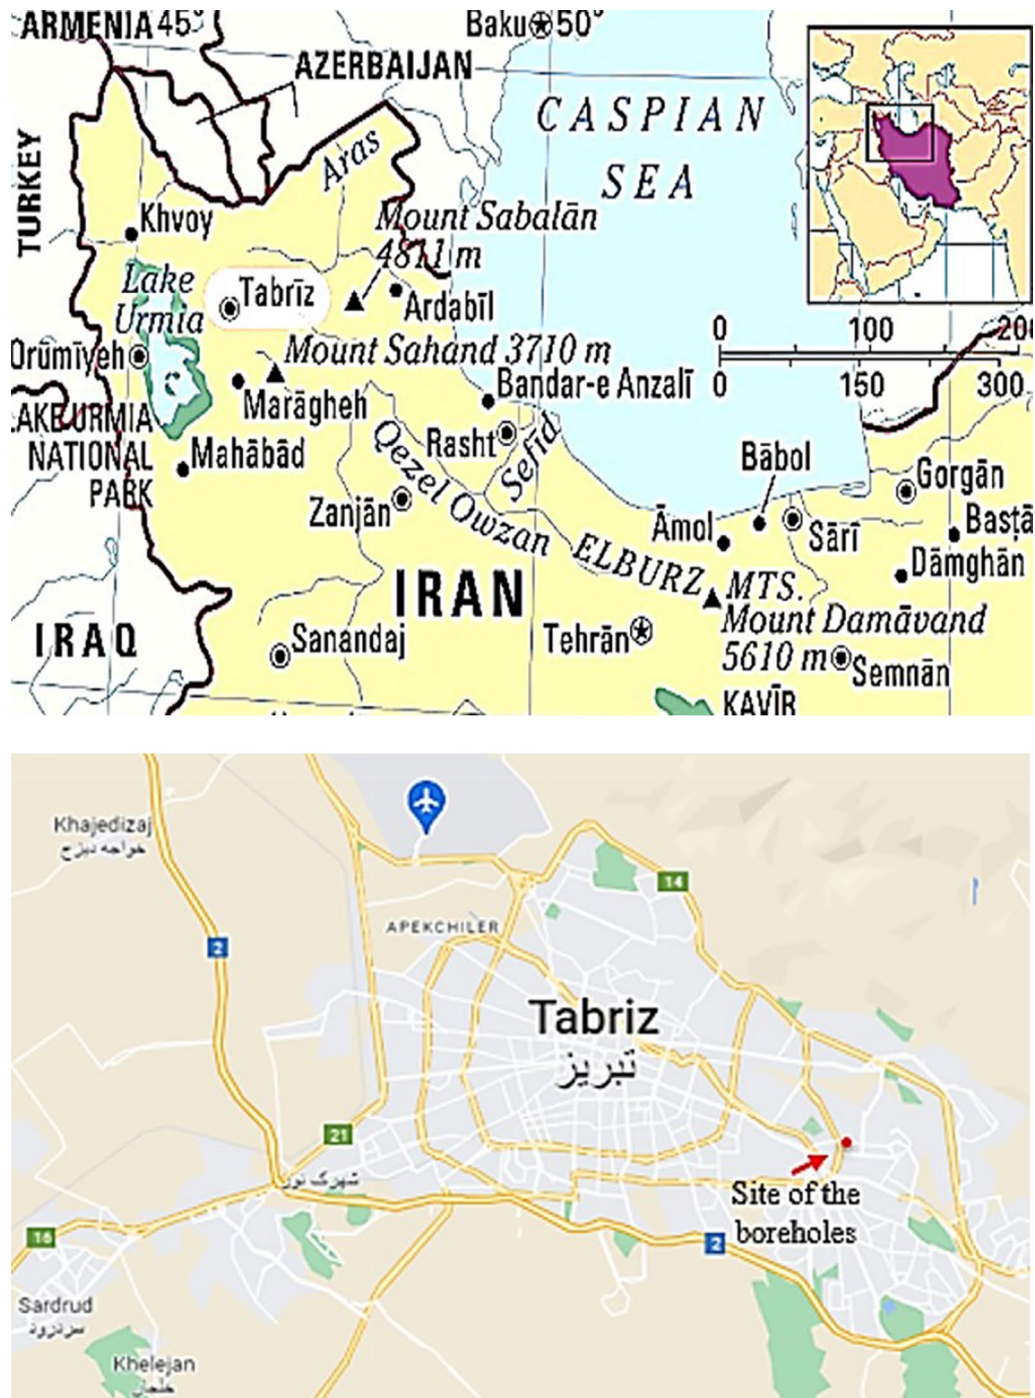 ARMENIA 45°
Baku 50°
AZERBAIJAN
CASPIAN
SEA
TURKEY
Aras
Khvoy
Mount Sabalān
4811 m
Lake
Urmia
Tabrīz
Ardabīl
Orūmīyeh
Mount Sahand 3710 m
Marāgheh
Bandar-e Anzalī
0 100 200
0 150 300
LAKE URMIA
NATIONAL
PARK
Mahābād
Rasht
Sefīd
Qezel Owzan
Zanjān
Bābol
Gorgān
Āmol
Sārī
Basṭā
Dāmghān
ELBURZ MTS.
IRAN
Mount Damāvand
5610 m
IRAQ
Sanandaj
Tehrān
Semnān
KAVĪR
Khajedizaj
خواجه دیزج
14
APEKCHILER
2
Tabriz
تبریز
21
شهرک نور
Site of the
boreholes
16
2
Sardrud
سردرود
Khelejan
خلجان